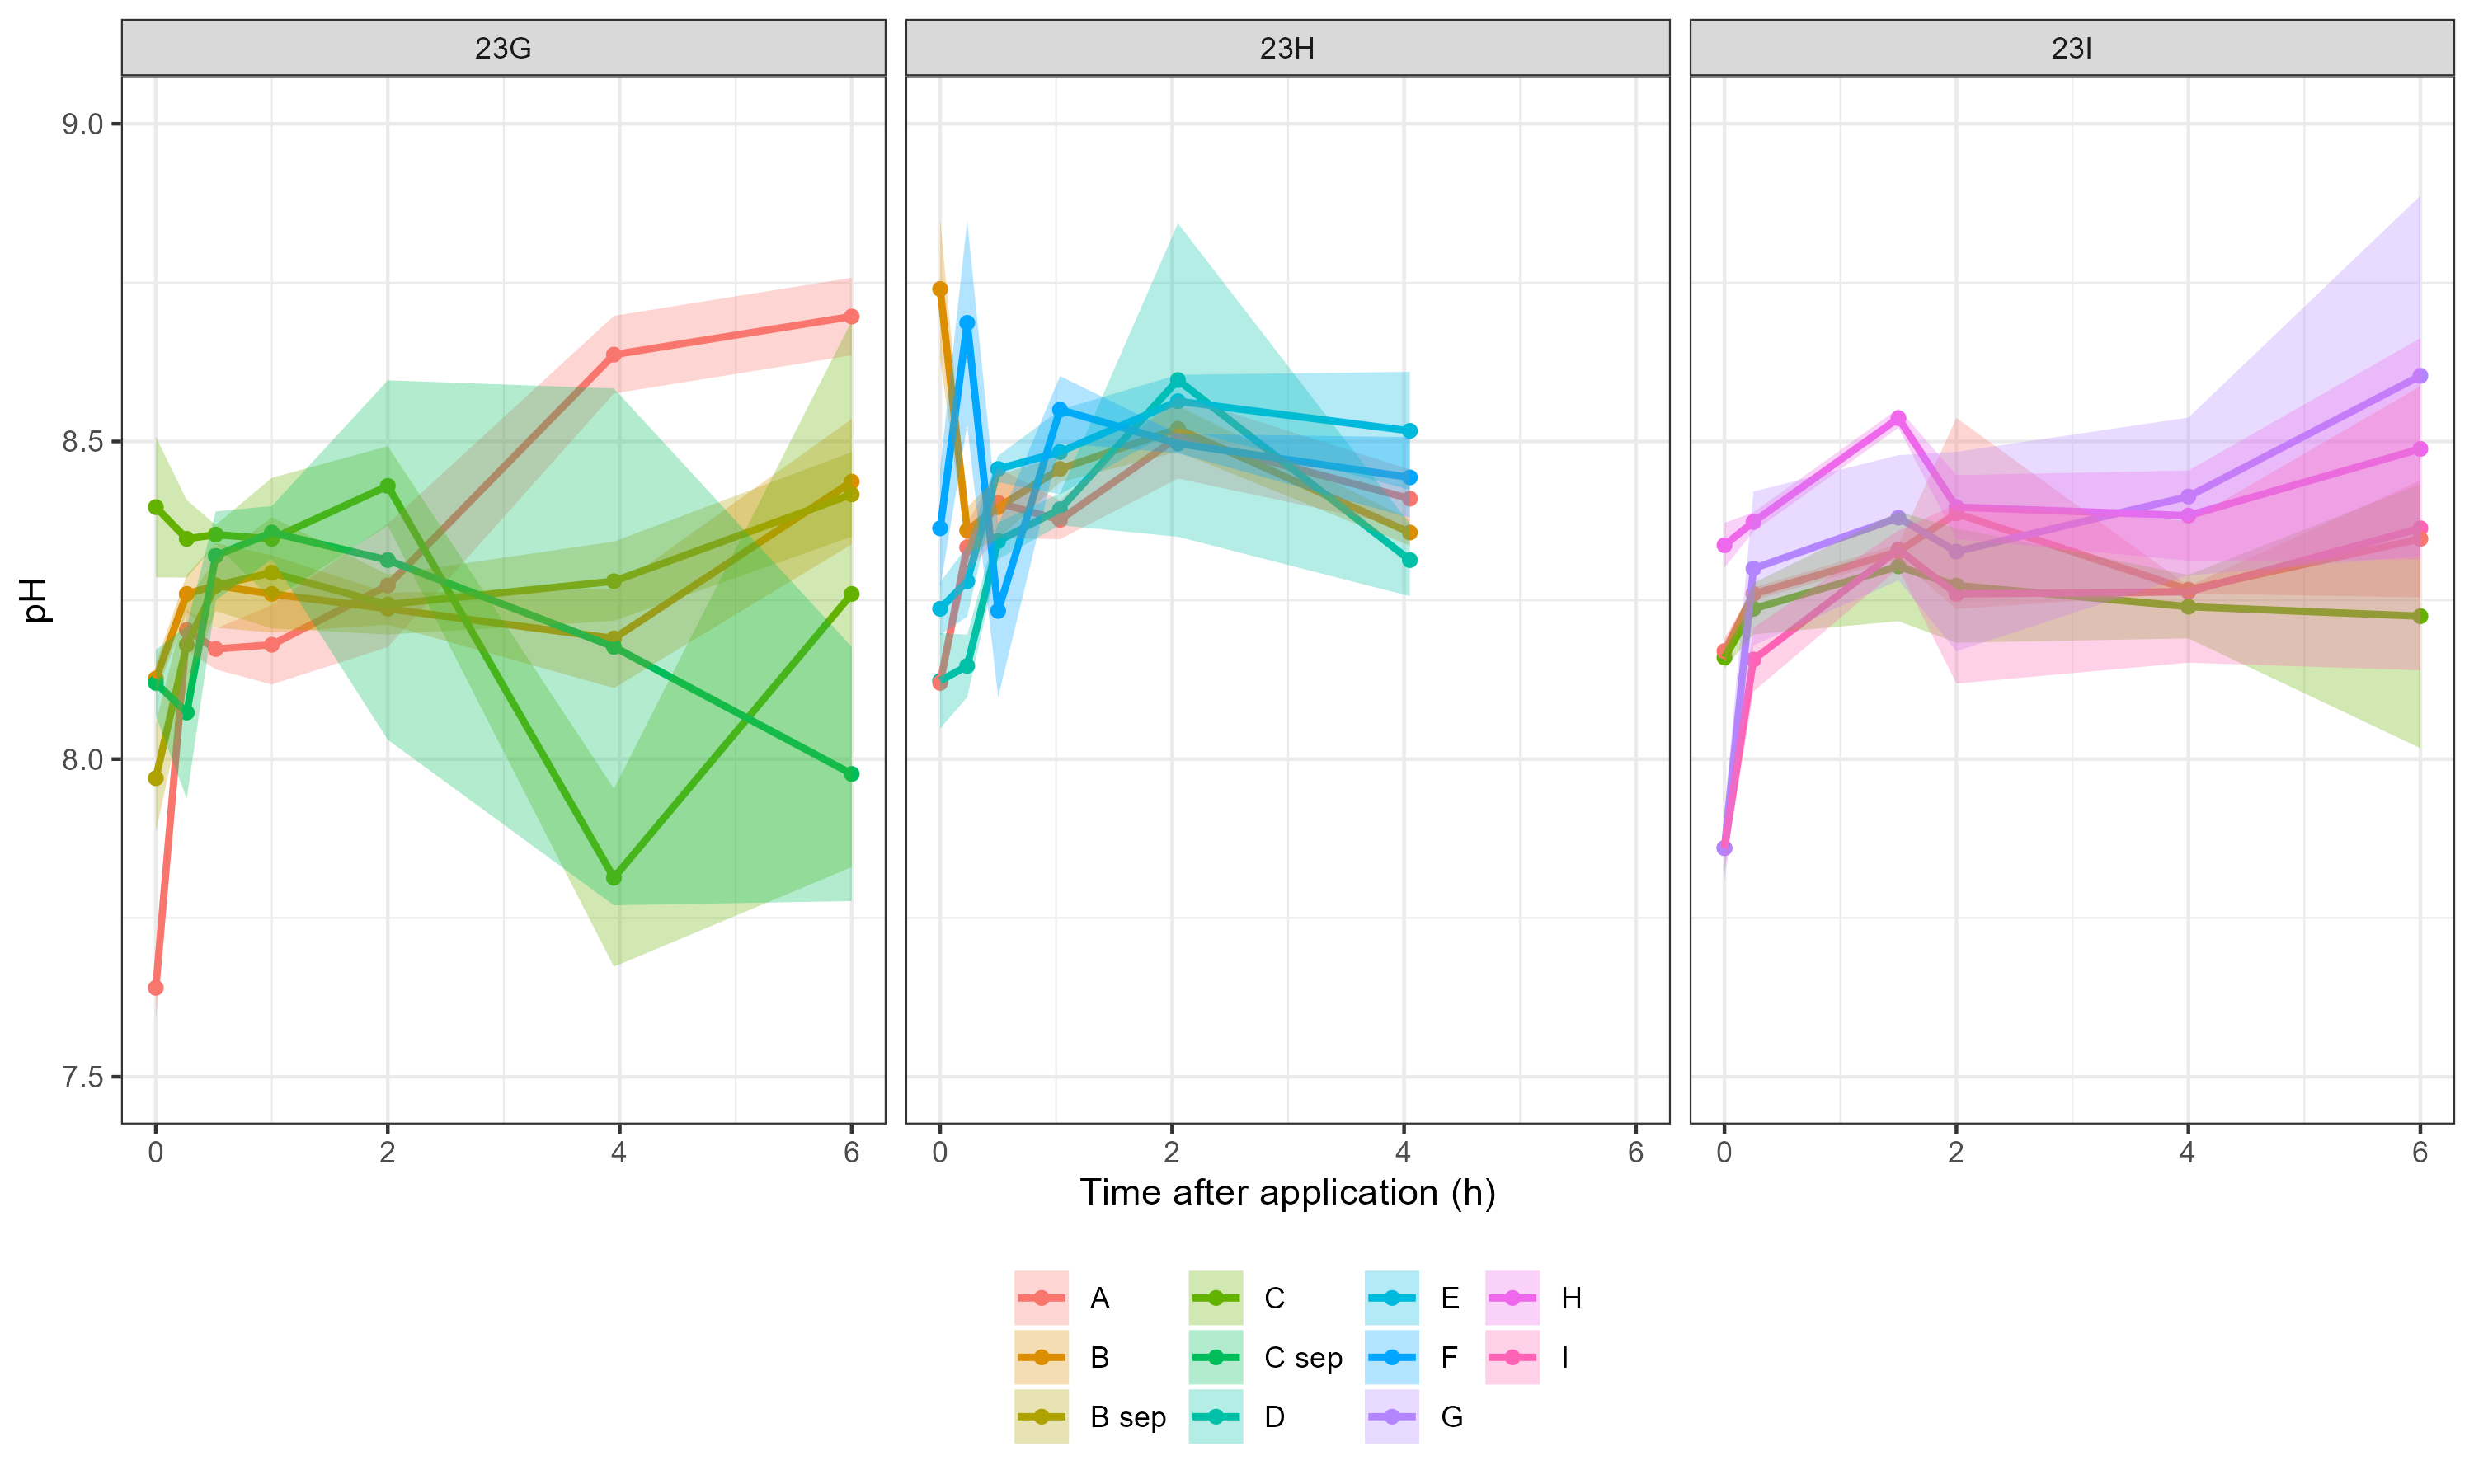 23G 23H 23I
9.0
8.5
8.0
7.5
pH
0 2 4 6 0 2 4 6 0 2 4 6
Time after application (h)
A C E H
B C sep F I
B sep D G